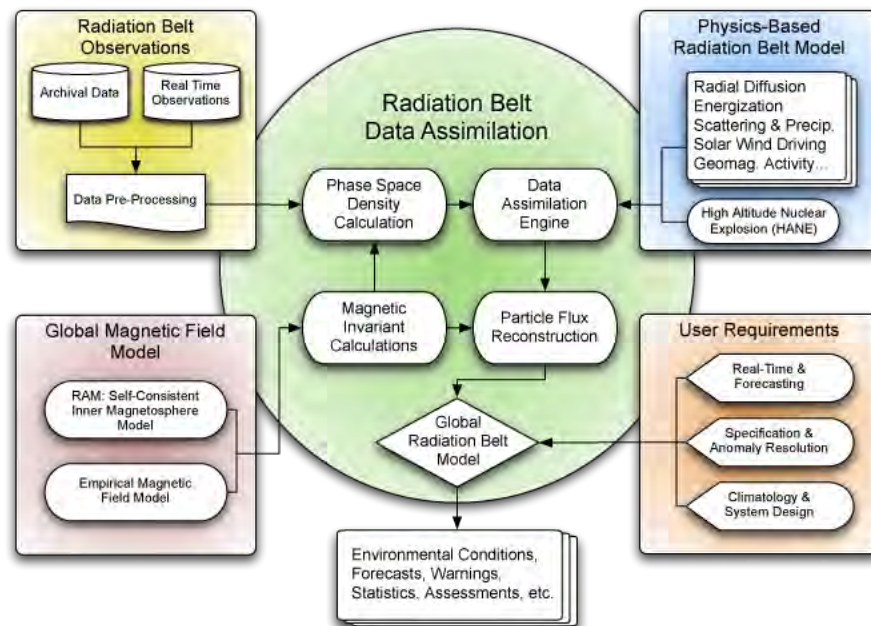 Radiation Belt
Observations
Archival Data
Real Time
Observations
Data Pre-Processing
Radiation Belt
Data Assimilation
Phase Space
Density
Calculation
Data
Assimilation
Engine
Magnetic
Invariant
Calculations
Particle Flux
Reconstruction
Global
Radiation Belt
Model
Physics-Based
Radiation Belt Model
Radial Diffusion
Energization
Scattering & Precip.
Solar Wind Driving
Geomag. Activity...
High Altitude Nuclear
Explosion (HANE)
Global Magnetic Field
Model
RAM: Self-Consistent
Inner Magnetosphere
Model
Empirical Magnetic
Field Model
User Requirements
Real-Time &
Forecasting
Specification &
Anomaly Resolution
Climatology &
System Design
Environmental Conditions,
Forecasts, Warnings,
Statistics, Assessments, etc.